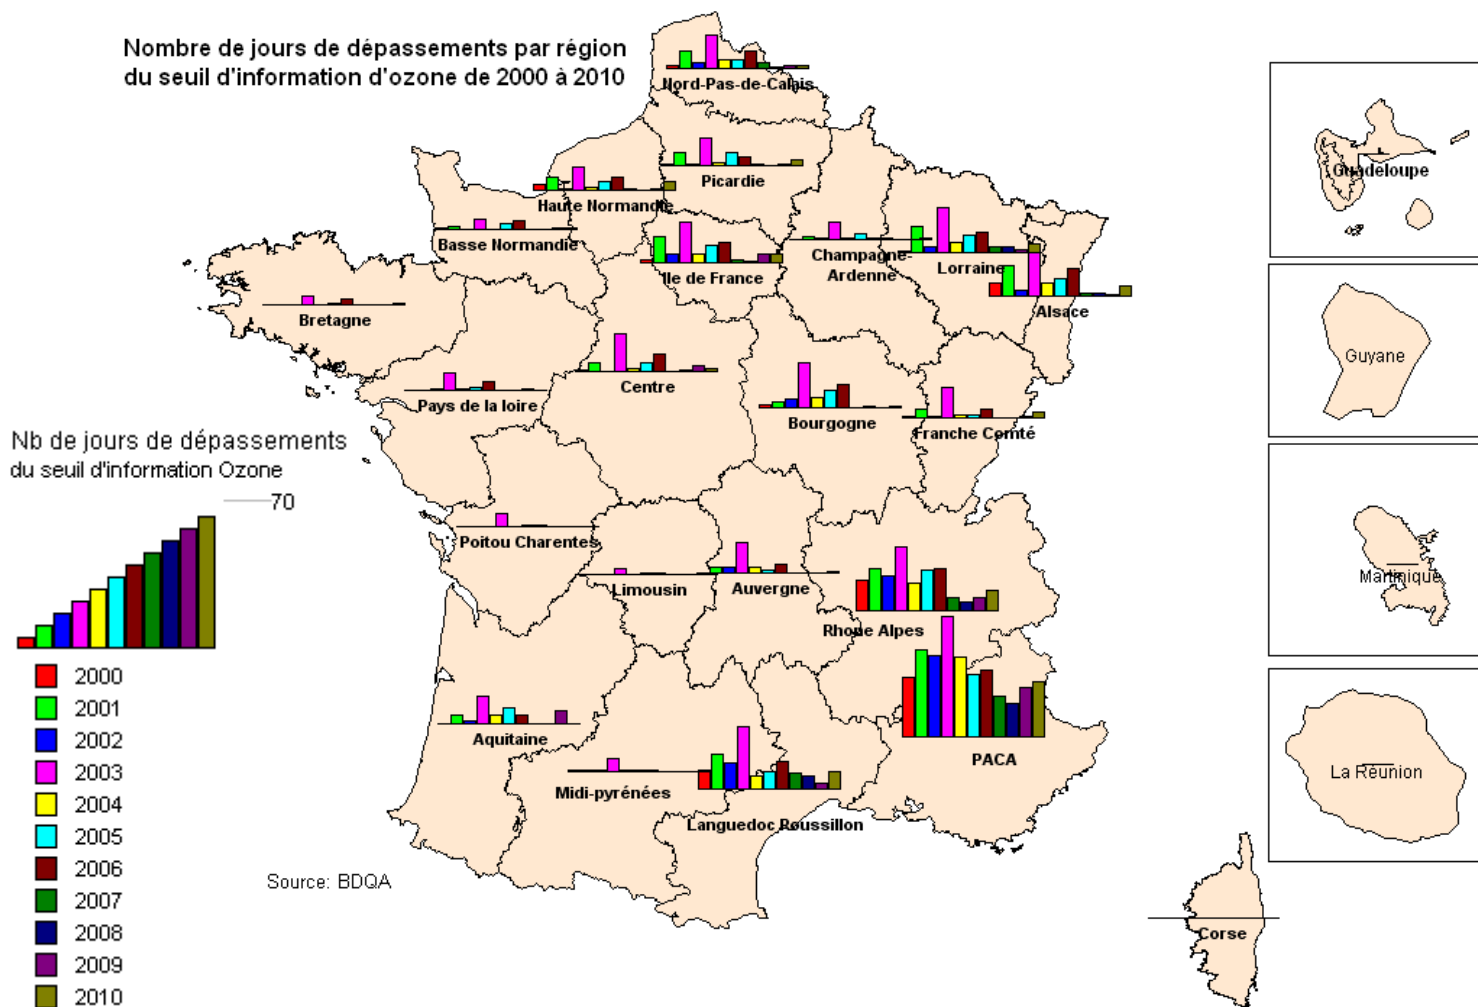 Nombre de jours de dépassements par région
du seuil d'information d'ozone de 2000 à 2010
Nord-Pas-de-Calais
Picardie
Haute Normandie
Basse Normandie
Ile de France
Champagne-
Ardenne
Lorraine
Alsace
Bretagne
Pays de la loire
Centre
Bourgogne
Franche Comté
Poitou Charentes
Limousin
Auvergne
Rhone Alpes
Aquitaine
Midi-pyrénées
Languedoc Roussillon
PACA
Corse
Guadeloupe
Guyane
Martinique
La Réunion
Nb de jours de dépassements
du seuil d'information Ozone
70
2000
2001
2002
2003
2004
2005
2006
2007
2008
2009
2010
Source: BDQA